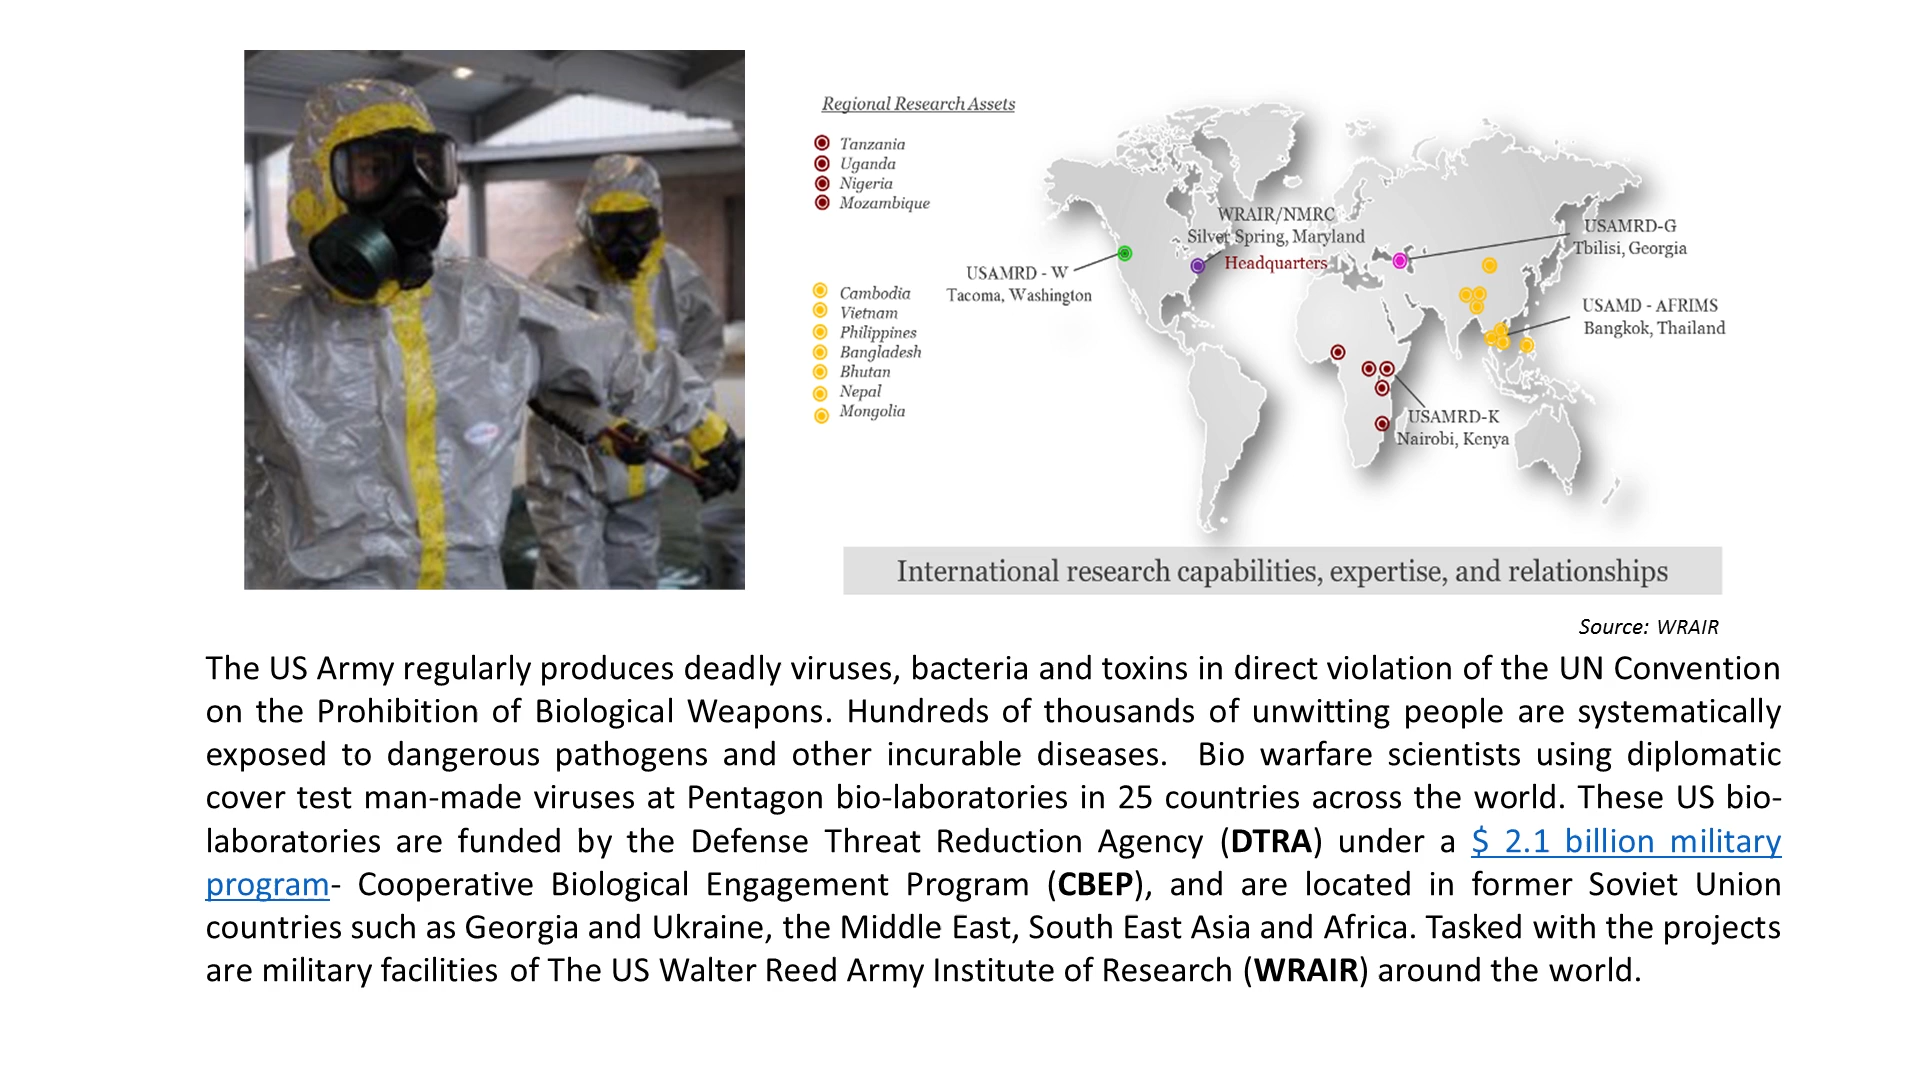 Regional Research Assets
Tanzania
Uganda
Nigeria
Mozambique
Cambodia
Vietnam
Philippines
Bangladesh
Bhutan
Nepal
Mongolia
WRAIR/NMRC
Silver Spring, Maryland
Headquarters
USAMRD - W
Tacoma, Washington
USAMRD-G
Tbilisi, Georgia
USAMD - AFRIMS
Bangkok, Thailand
USAMRD-K
Nairobi, Kenya
International research capabilities, expertise, and relationships
Source: WRAIR
The US Army regularly produces deadly viruses, bacteria and toxins in direct violation of the UN Convention
on the Prohibition of Biological Weapons. Hundreds of thousands of unwitting people are systematically
exposed to dangerous pathogens and other incurable diseases.  Bio warfare scientists using diplomatic
cover test man-made viruses at Pentagon bio-laboratories in 25 countries across the world. These US bio-
laboratories are funded by the Defense Threat Reduction Agency (DTRA) under a $ 2.1 billion military
program- Cooperative Biological Engagement Program (CBEP), and are located in former Soviet Union
countries such as Georgia and Ukraine, the Middle East, South East Asia and Africa. Tasked with the projects
are military facilities of The US Walter Reed Army Institute of Research (WRAIR) around the world.